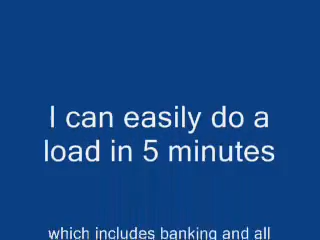 I can easily do a
load in 5 minutes
which includes banking and all